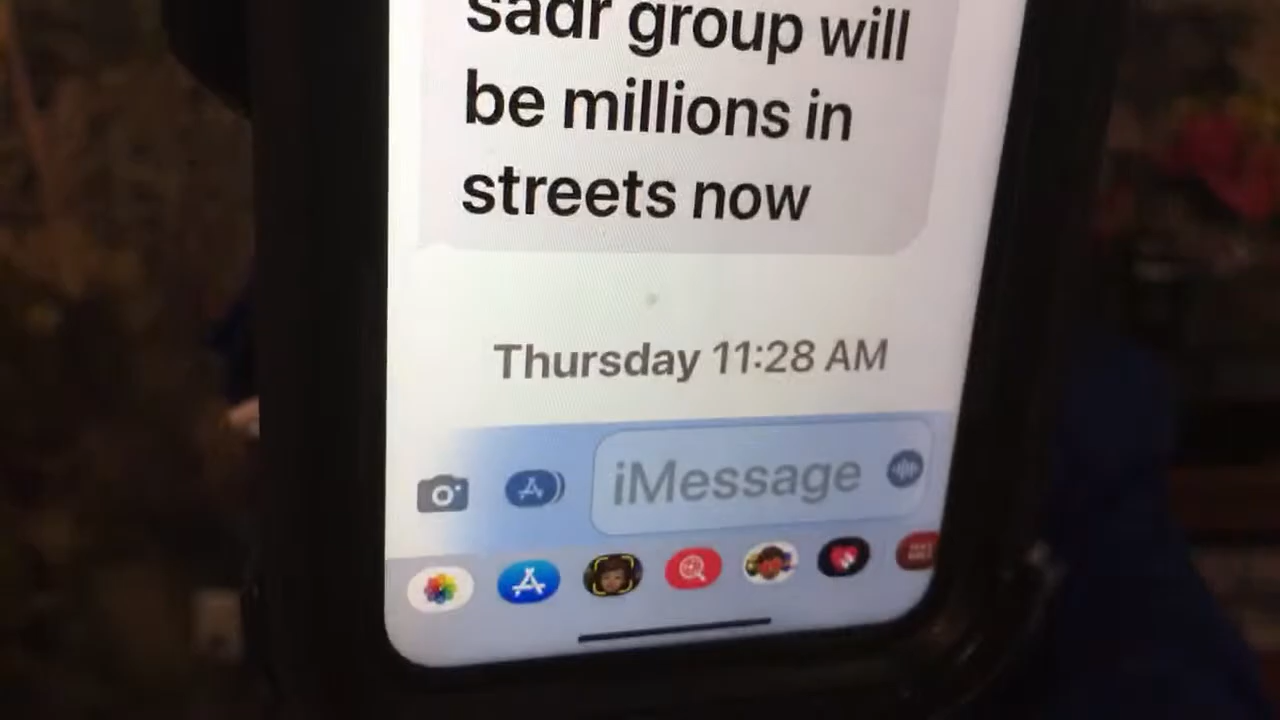 sadr group will
be millions in
streets now
Thursday 11:28 AM
iMessage